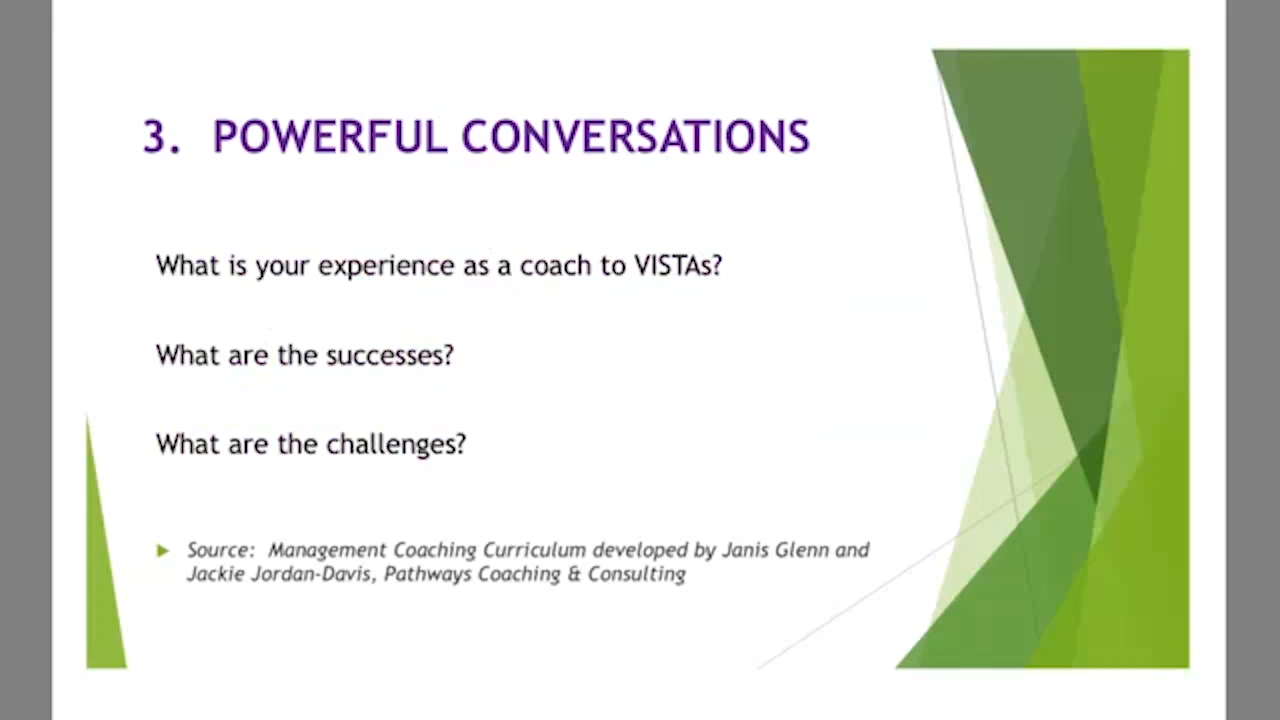 3. POWERFUL CONVERSATIONS
What is your experience as a coach to VISTAs?
What are the successes?
What are the challenges?
Source: Management Coaching Curriculum developed by Janis Glenn and
Jackie Jordan-Davis, Pathways Coaching & Consulting